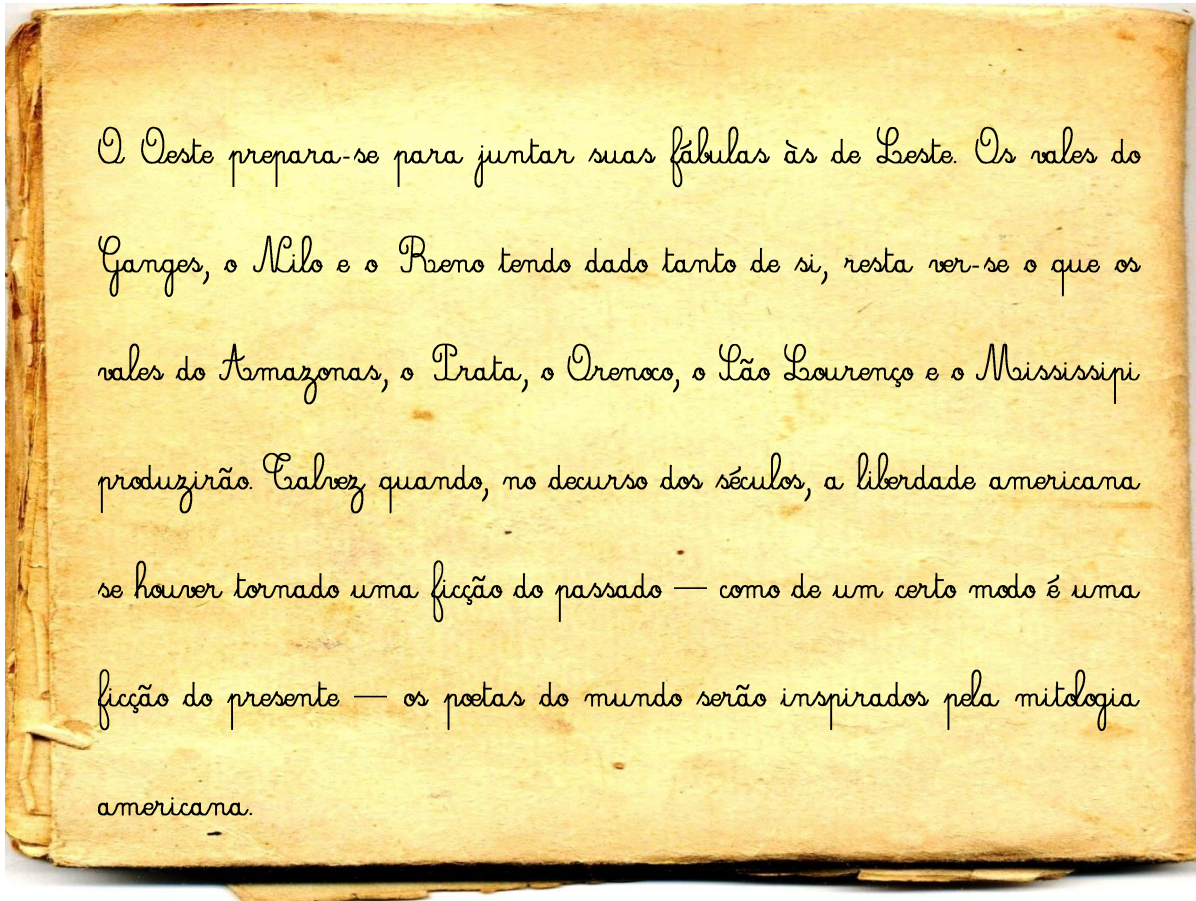 O Oeste prepara-se para juntar suas fábulas às de Leste. Os vales do
Ganges, o Nilo e o Reno tendo dado tanto de si, resta ver-se o que os
vales do Amazonas, o Prata, o Orenoco, o São Lourenço e o Mississipi
produzirão. Talvez quando, no decurso dos séculos, a liberdade americana
se houver tornado uma ficção do passado — como de um certo modo é uma
ficção do presente — os poetas do mundo serão inspirados pela mitologia
americana.